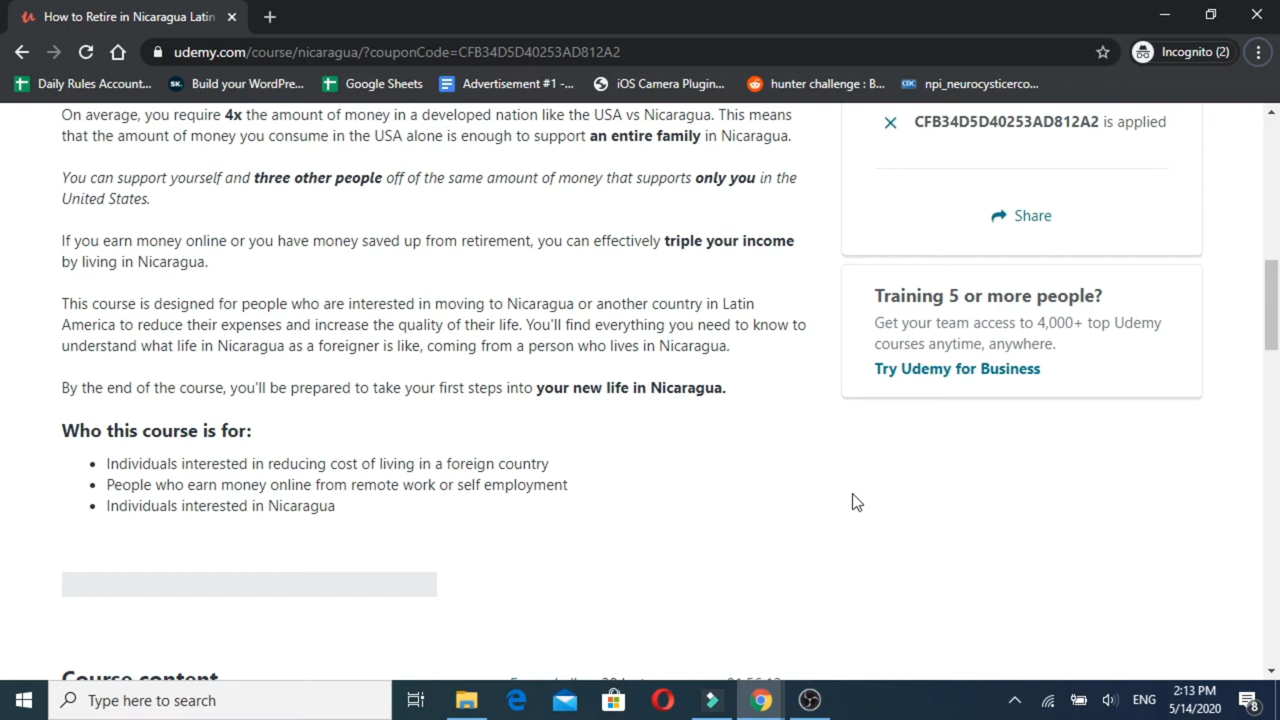 How to Retire in Nicaragua Latin
udemy.com/course/nicaragua/?couponCode=CFB34D5D40253AD812A2
Incognito (2)
Daily Rules Account...
SK.
Build your WordPre...
Google Sheets
Advertisement #1 -...
iOS Camera Plugin...
hunter challenge : B...
CDC
npi_neurocysticerco...
On average, you require 4x the amount of money in a developed nation like the USA vs Nicaragua. This means
that the amount of money you consume in the USA alone is enough to support an entire family in Nicaragua.
You can support yourself and three other people off of the same amount of money that supports only you in the
United States.
If you earn money online or you have money saved up from retirement, you can effectively triple your income
by living in Nicaragua.
This course is designed for people who are interested in moving to Nicaragua or another country in Latin
America to reduce their expenses and increase the quality of their life. You'll find everything you need to know to
understand what life in Nicaragua as a foreigner is like, coming from a person who lives in Nicaragua.
By the end of the course, you'll be prepared to take your first steps into your new life in Nicaragua.
Who this course is for:
• Individuals interested in reducing cost of living in a foreign country
• People who earn money online from remote work or self employment
• Individuals interested in Nicaragua
Course content
CFB34D5D40253AD812A2 is applied
Share
Training 5 or more people?
Get your team access to 4,000+ top Udemy
courses anytime, anywhere.
Try Udemy for Business
Type here to search
ENG
2:13 PM
5/14/2020
8